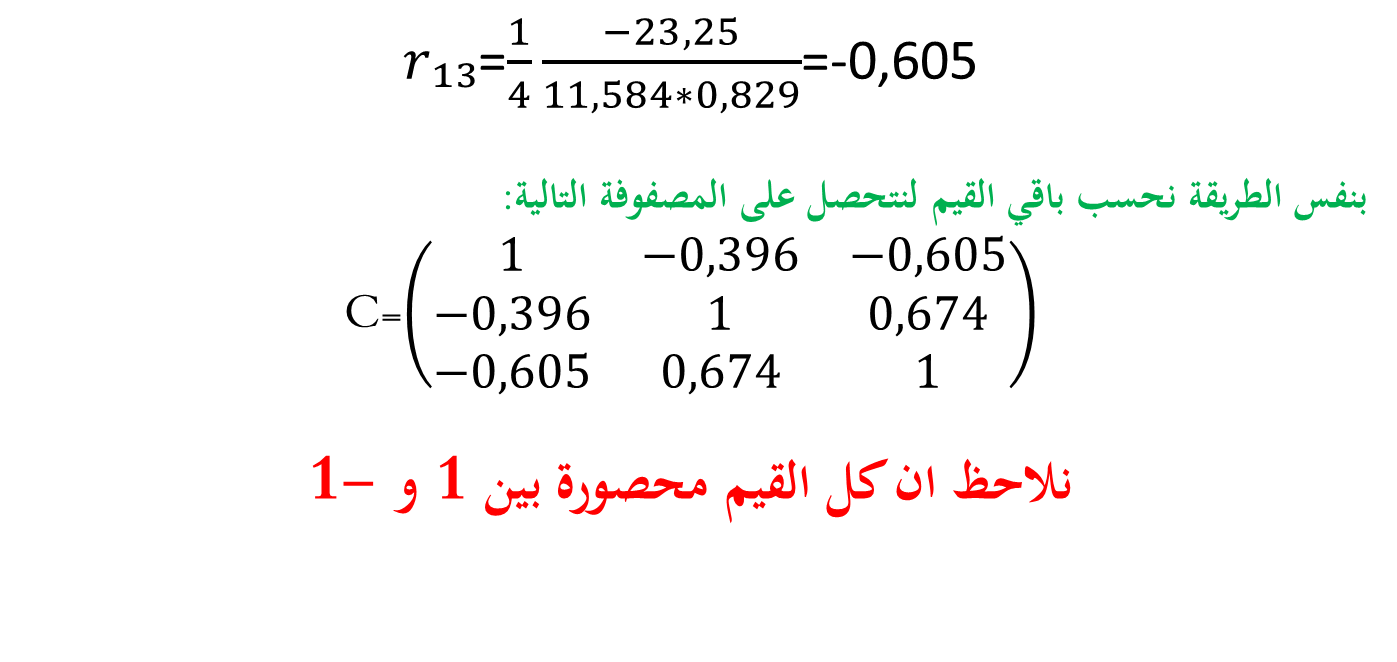 r13=1/4 −23,25/11,584*0,829=-0,605
بنفس الطريقة نحسب باقي القيم لنتحصل على المصفوفة التالية:
C=(1 −0,396 −0,605
−0,396 1 0,674
−0,605 0,674 1)
نلاحظ ان كل القيم محصورة بين 1 و −1